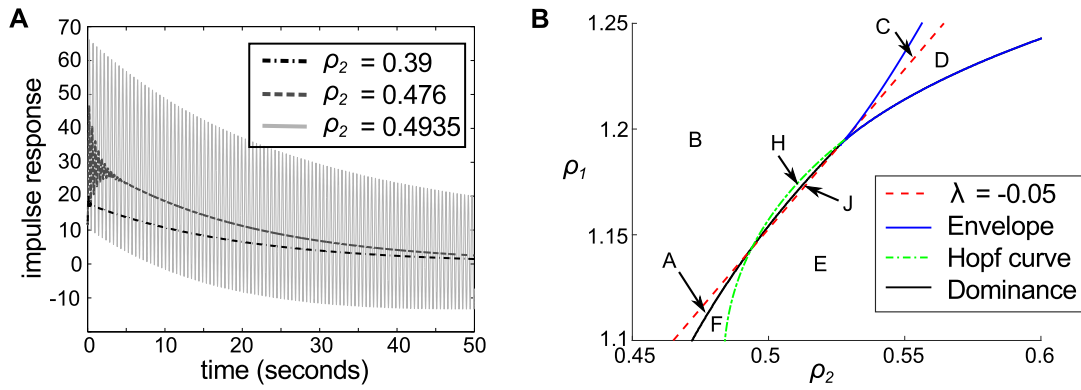 A
impulse response
70
60
50
40
30
20
10
0
-10
ρ2 = 0.39
ρ2 = 0.476
ρ2 = 0.4935
0 10 20 30 40 50
time (seconds)
B
ρ1
1.25
1.2
1.15
1.1
C
D
B
H
J
A
E
F
λ = -0.05
Envelope
Hopf curve
Dominance
0.45 0.5 0.55 0.6
ρ2